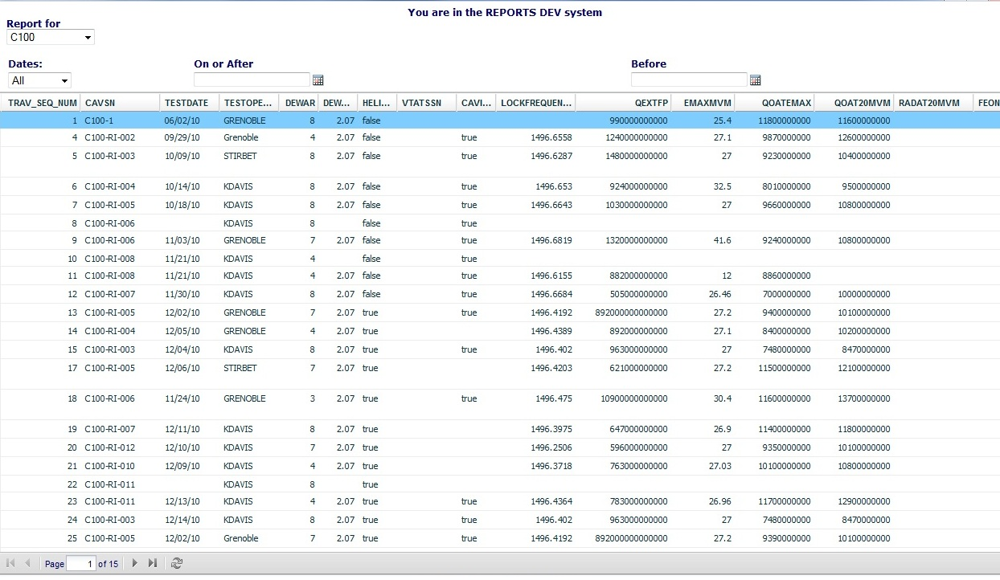 You are in the REPORTS DEV system
Report for
C100
Dates: On or After Before
All
TRAV_SEQ_NUM CAVSN TESTDATE TESTOPE... DEWAR DEW... HELI... VTATSSN CAVI... LOCKFREQUEN... QEXTFP EMAXMVM QOATEMAX QOAT20MVM RADAT20MVM FEON
1 C100-1 06/02/10 GRENOBLE 8 2.07 false 990000000000 25.4 11800000000 11600000000
4 C100-RI-002 09/29/10 Grenoble 4 2.07 false true 1496.6558 1240000000000 27.1 9870000000 12600000000
5 C100-RI-003 10/09/10 STIRBET 8 2.07 false true 1496.6287 1480000000000 27 9230000000 10400000000
6 C100-RI-004 10/14/10 KDAVIS 8 2.07 false true 1496.653 924000000000 32.5 8010000000 9500000000
7 C100-RI-005 10/18/10 KDAVIS 8 2.07 false true 1496.6643 1030000000000 27 9660000000 10800000000
8 C100-RI-006 KDAVIS 8 false true
9 C100-RI-006 11/03/10 GRENOBLE 7 2.07 false true 1496.6819 1320000000000 41.6 9240000000 10800000000
10 C100-RI-008 11/21/10 KDAVIS 4 false true
11 C100-RI-008 11/21/10 KDAVIS 4 2.07 false true 1496.6155 882000000000 12 8860000000
12 C100-RI-007 11/30/10 KDAVIS 8 2.07 false true 1496.6684 505000000000 26.46 7000000000 10000000000
13 C100-RI-005 12/02/10 GRENOBLE 7 2.07 true true 1496.4192 892000000000000 27.2 9400000000 10100000000
14 C100-RI-004 12/05/10 GRENOBLE 4 2.07 true 1496.4389 892000000000 27.1 8400000000 10200000000
15 C100-RI-003 12/04/10 KDAVIS 8 2.07 true true 1496.402 963000000000 27 7480000000 8470000000
17 C100-RI-005 12/06/10 STIRBET 7 2.07 true 1496.4203 621000000000 27.2 11500000000 12100000000
18 C100-RI-006 11/24/10 GRENOBLE 3 2.07 true true 1496.475 10900000000000 30.4 11600000000 13700000000
19 C100-RI-007 12/11/10 KDAVIS 8 2.07 true 1496.3975 647000000000 26.9 11400000000 11800000000
20 C100-RI-012 12/10/10 KDAVIS 7 2.07 true 1496.2506 596000000000 27 9350000000 10100000000
21 C100-RI-010 12/09/10 KDAVIS 4 2.07 true 1496.3718 763000000000 27.03 10100000000 10800000000
22 C100-RI-011 KDAVIS 8 true
23 C100-RI-011 12/13/10 KDAVIS 4 2.07 true true 1496.4364 783000000000 26.96 11700000000 12900000000
24 C100-RI-003 12/14/10 KDAVIS 8 2.07 true true 1496.402 963000000000 27 7480000000 8470000000
25 C100-RI-005 12/02/10 Grenoble 7 2.07 true true 1496.4192 892000000000000 27.2 9390000000 10100000000
Page 1 of 15